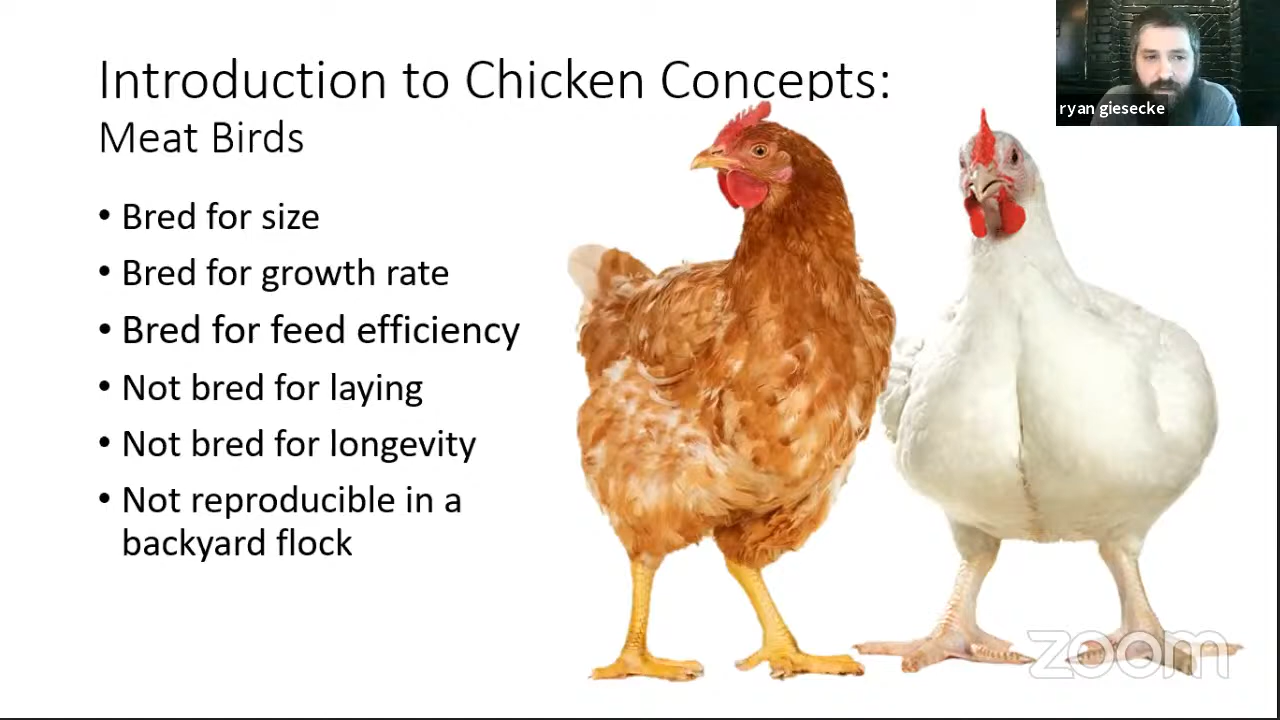 Introduction to Chicken Concepts:
Meat Birds
ryan giesecke
• Bred for size
• Bred for growth rate
• Bred for feed efficiency
• Not bred for laying
• Not bred for longevity
• Not reproducible in a
backyard flock
zoom